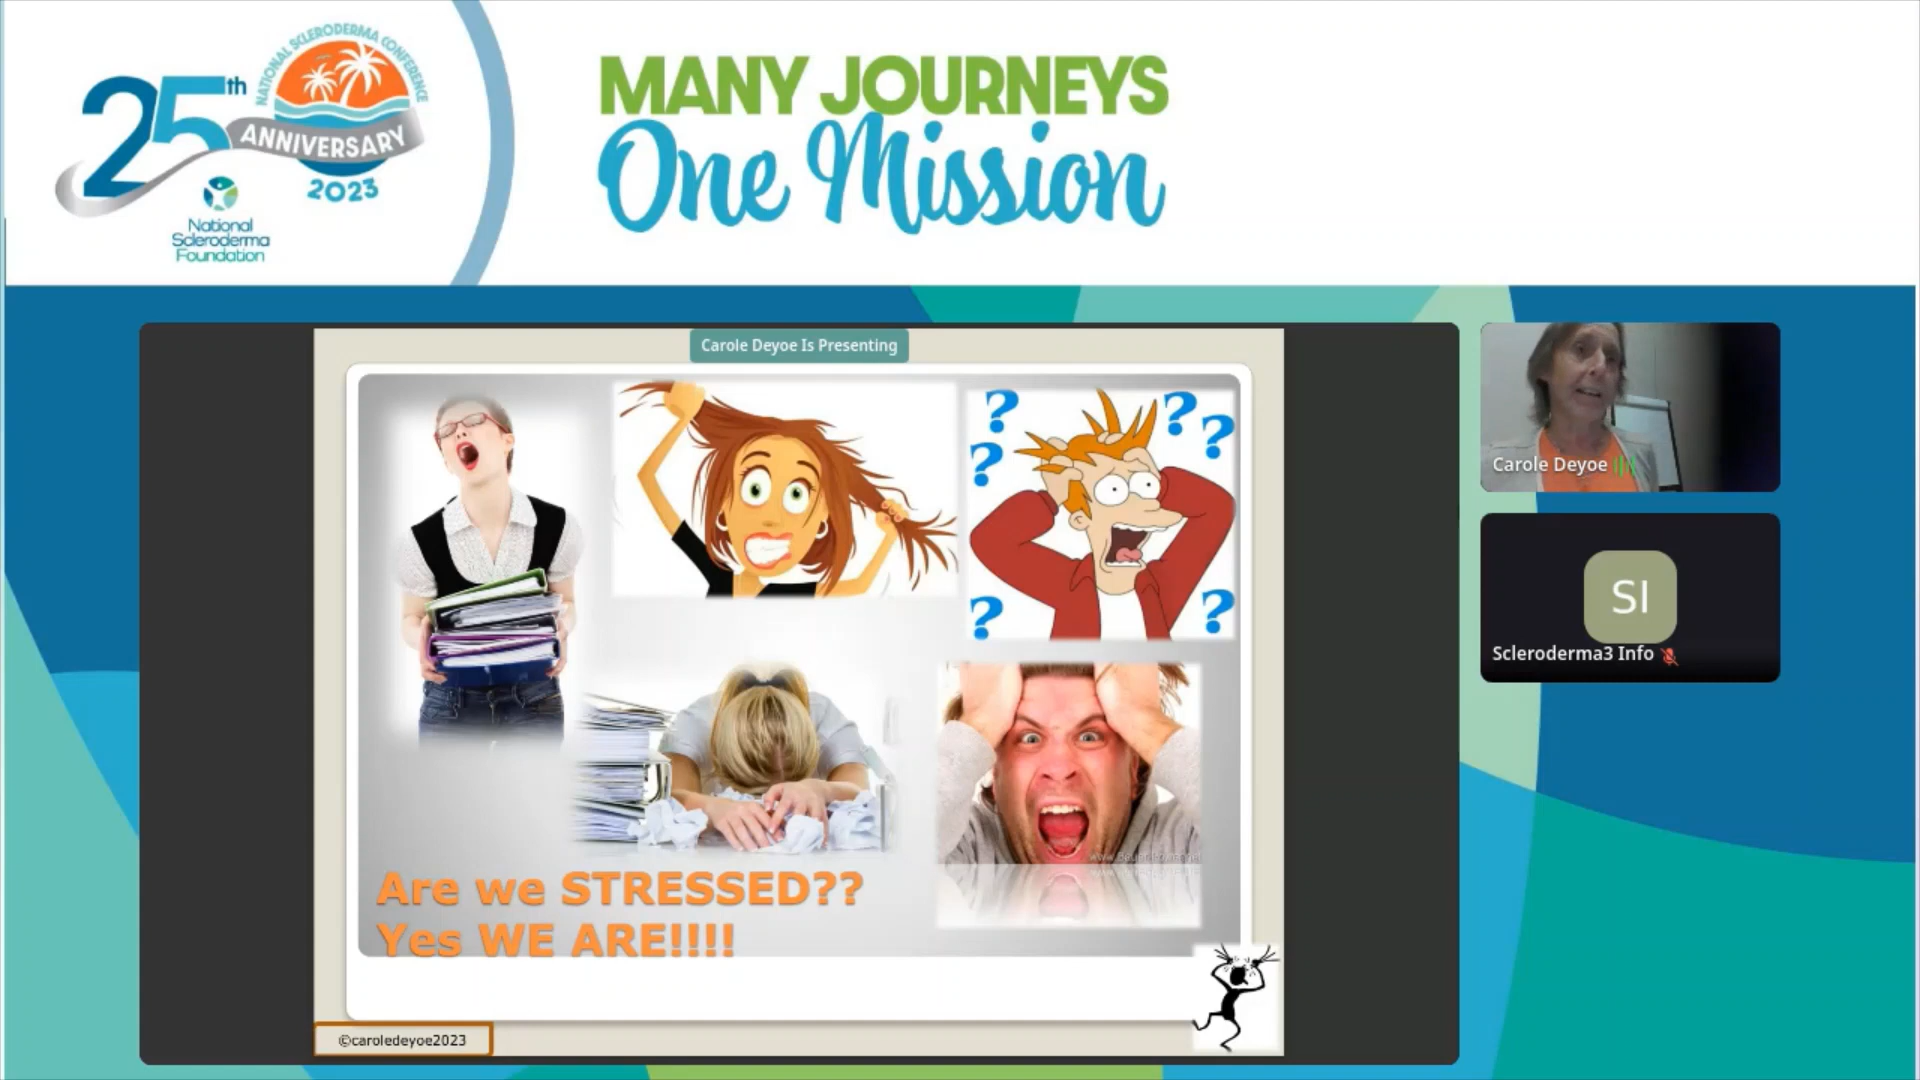 25th
NATIONAL SCLERODERMA CONFERENCE
ANNIVERSARY
2023
National
Scleroderma
Foundation
MANY JOURNEYS
One Mission
Carole Deyoe Is Presenting
? ? ?
?
? ?
Are we STRESSED??
Yes WE ARE!!!!
©caroledeyoe2023
Carole Deyoe
SI
Scleroderma3 Info